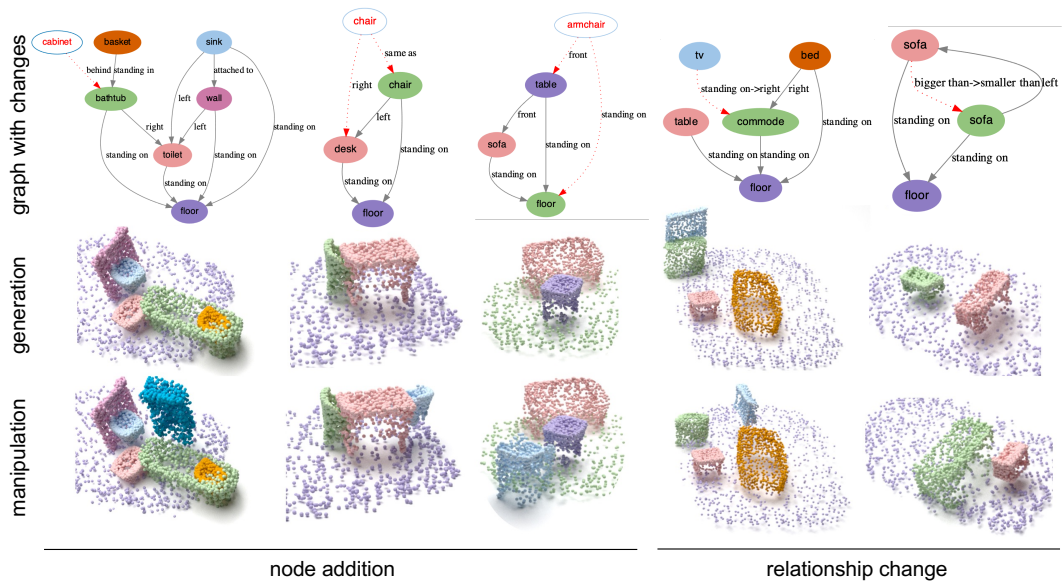 graph with changes
cabinet
basket
sink
behind
standing in
attached to
bathtub
left
wall
right
left
standing on
toilet
standing on
standing on
standing on
floor
chair
same as
right
chair
left
desk
standing on
standing on
floor
armchair
front
table
front
standing on
sofa
standing on
standing on
floor
tv
bed
standing on->right
right
table
commode
standing on
standing on
standing on
floor
sofa
bigger than->smaller than
left
standing on
sofa
standing on
floor
generation
manipulation
node addition
relationship change